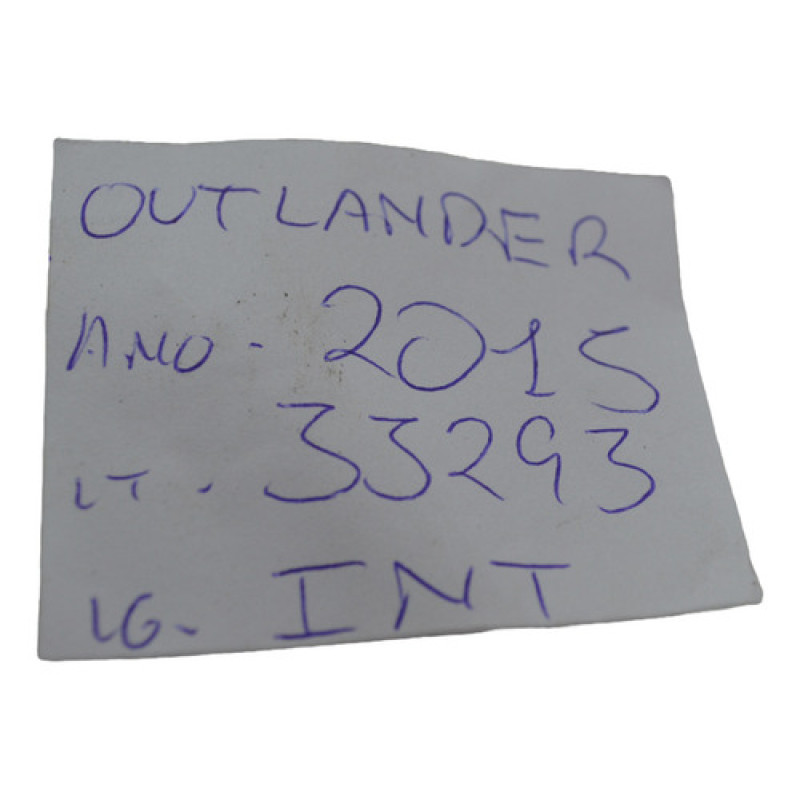 OUTLANDER
ANO - 2015
LT - 33293
LG - INT